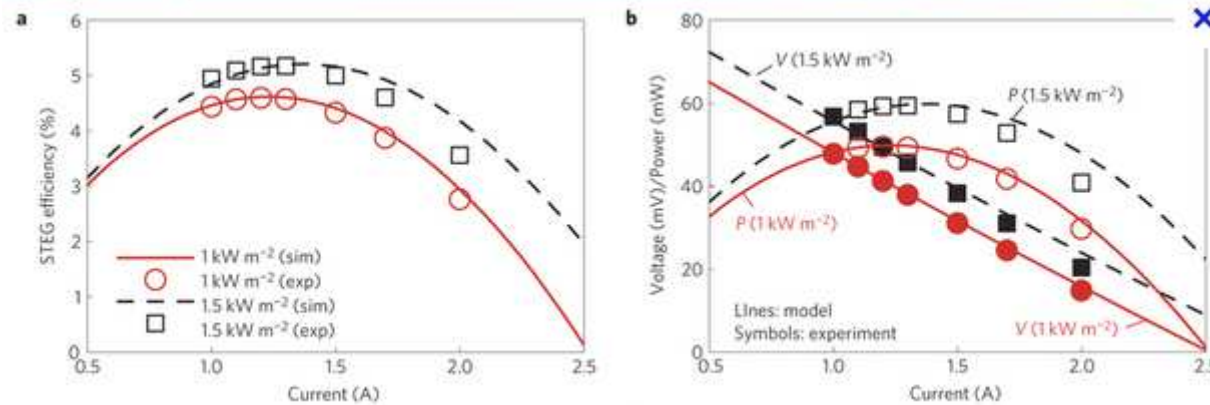 a
6
5
4
3
2
1
0
0.5
1.0
1.5
2.0
2.5
STEG efficiency (%)
Current (A)
1 kW m⁻² (sim)
1 kW m⁻² (exp)
1.5 kW m⁻² (sim)
1.5 kW m⁻² (exp)
b
80
60
40
20
0
0.5
1.0
1.5
2.0
2.5
Voltage (mV)/Power (mW)
Current (A)
V (1.5 kW m⁻²)
P (1.5 kW m⁻²)
P (1 kW m⁻²)
V (1 kW m⁻²)
LInes: model
Symbols: experiment